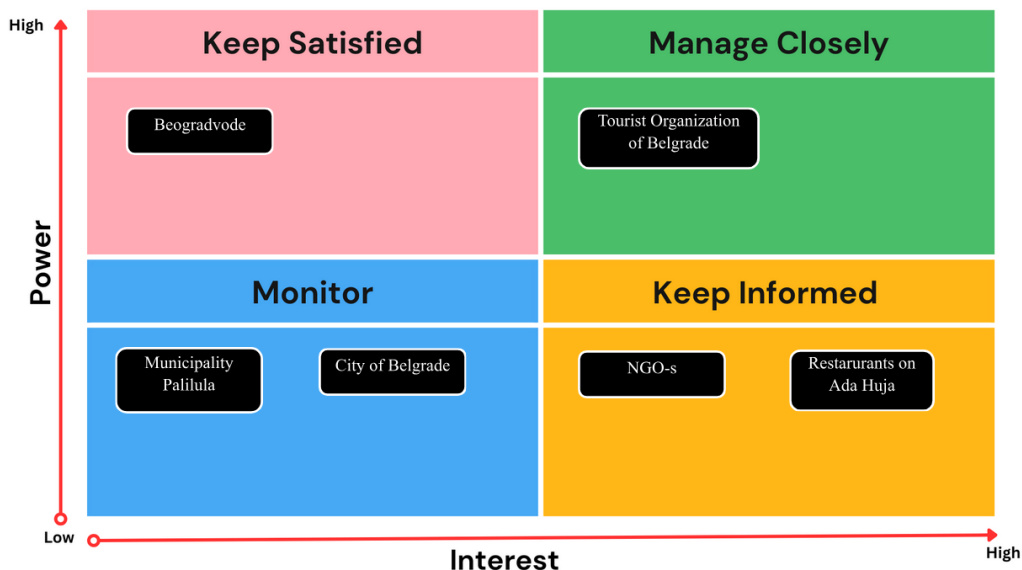 High
Keep Satisfied
Manage Closely
Beogradvode
Tourist Organization
of Belgrade
Power
Monitor
Keep Informed
Municipality
Palilula
City of Belgrade
NGO-s
Restarurants on
Ada Huja
Low
Interest
High